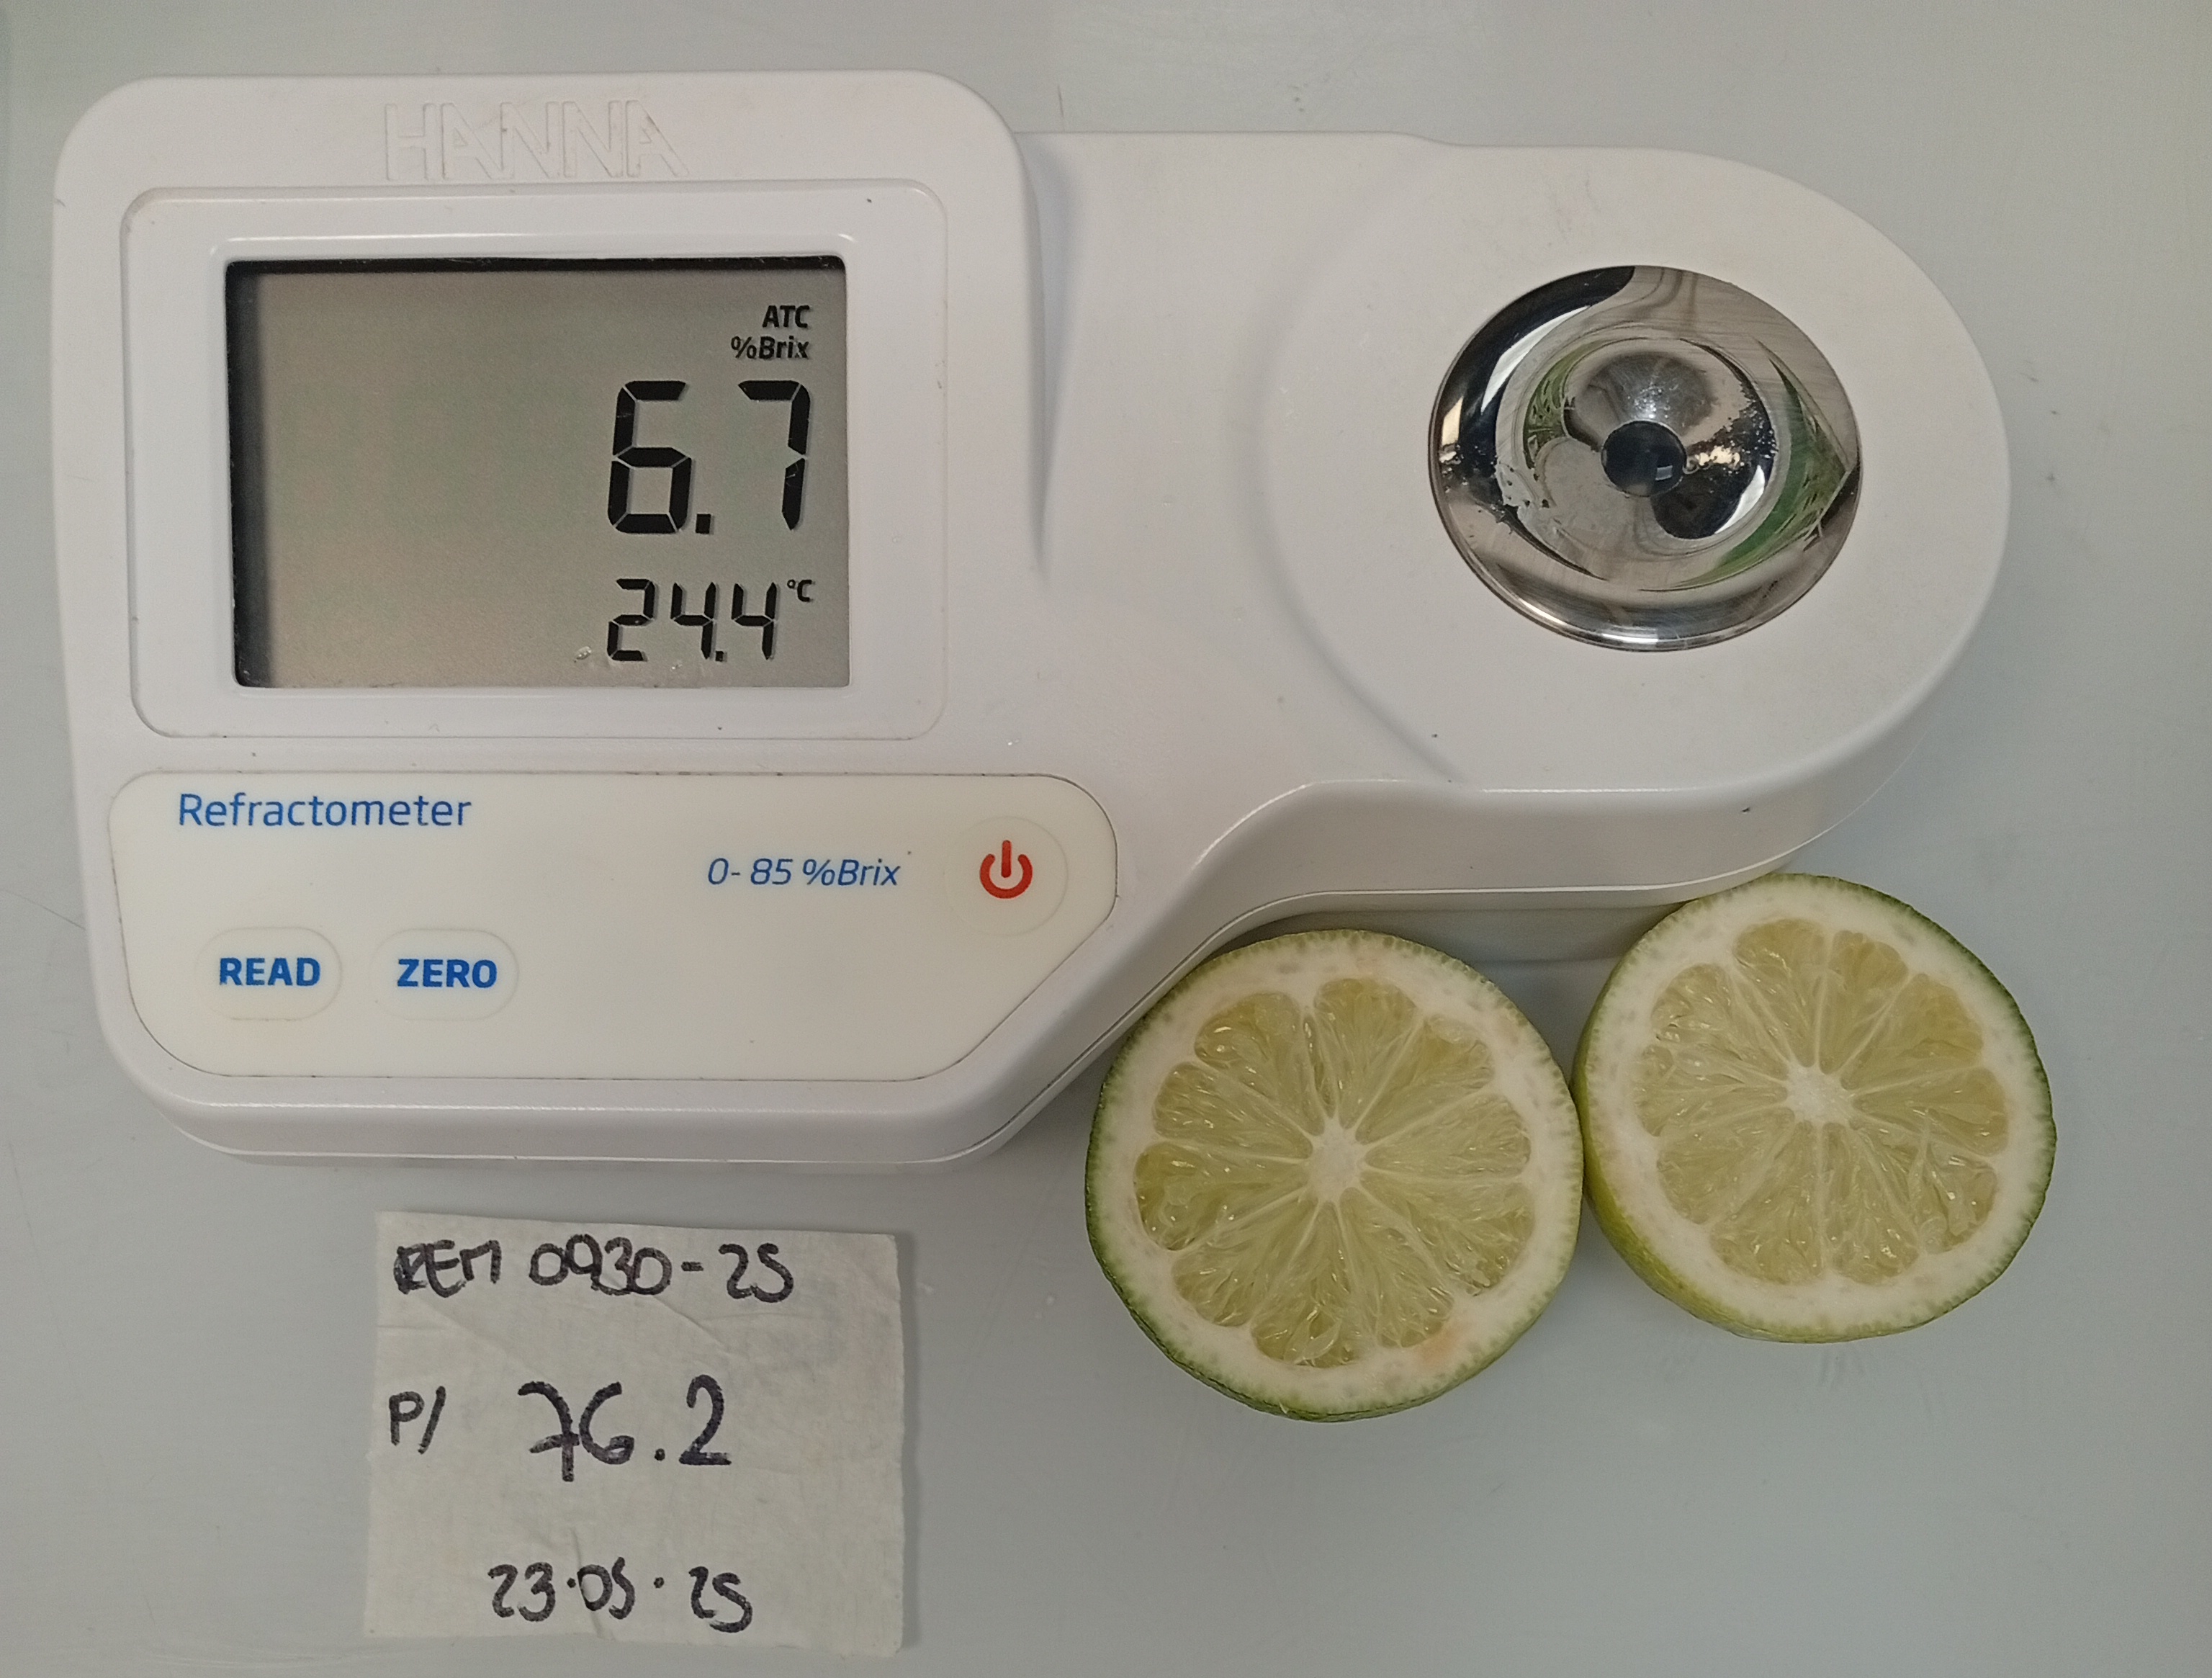 HANNA
ATC
%Brix
6.7
24.4°C
Refractometer
0-85 %Brix
READ ZERO
REM 0930-25
P/ 76.2
23·05·25